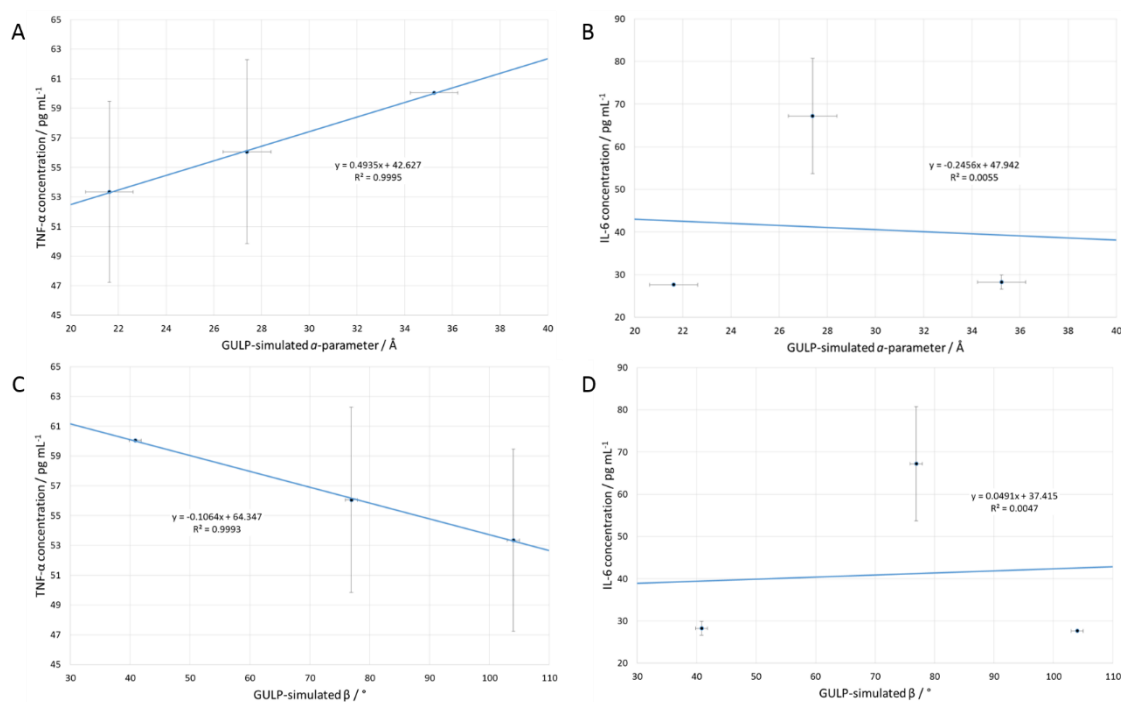 A
TNF-α concentration / pg mL⁻¹
65
63
61
59
57
55
53
51
49
47
45
y = 0.4935x + 42.627
R² = 0.9995
20 22 24 26 28 30 32 34 36 38 40
GULP-simulated a-parameter / Å
B
IL-6 concentration / pg mL⁻¹
90
80
70
60
50
40
30
20
y = -0.2456x + 47.942
R² = 0.0055
20 22 24 26 28 30 32 34 36 38 40
GULP-simulated a-parameter / Å
C
TNF-α concentration / pg mL⁻¹
65
63
61
59
57
55
53
51
49
47
45
y = -0.1064x + 64.347
R² = 0.9993
30 40 50 60 70 80 90 100 110
GULP-simulated β / °
D
IL-6 concentration / pg mL⁻¹
90
80
70
60
50
40
30
20
y = 0.0491x + 37.415
R² = 0.0047
30 40 50 60 70 80 90 100 110
GULP-simulated β / °